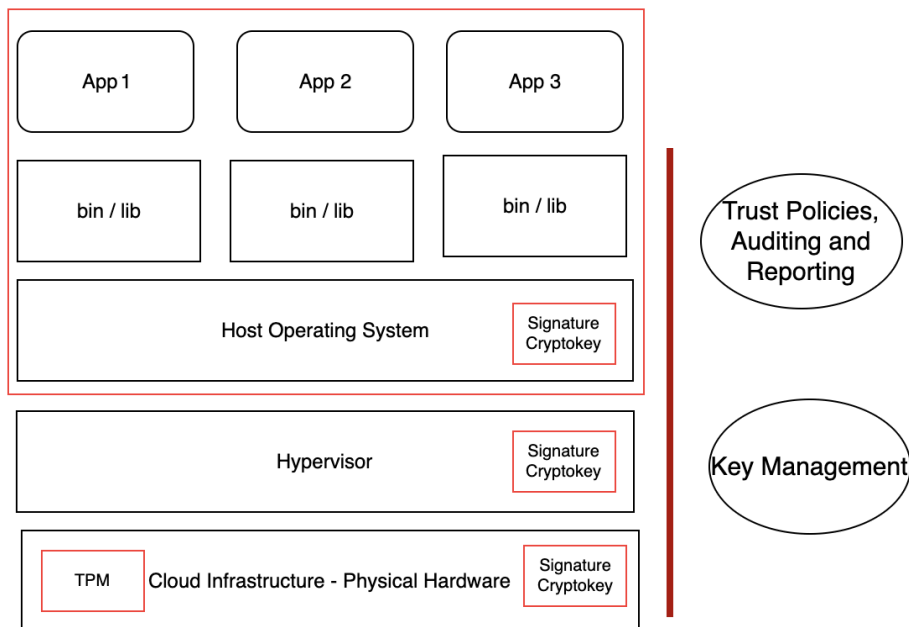 App 1
App 2
App 3
bin / lib
bin / lib
bin / lib
Trust Policies,
Auditing and
Reporting
Host Operating System
Signature
Cryptokey
Hypervisor
Signature
Cryptokey
Key Management
TPM
Cloud Infrastructure - Physical Hardware
Signature
Cryptokey